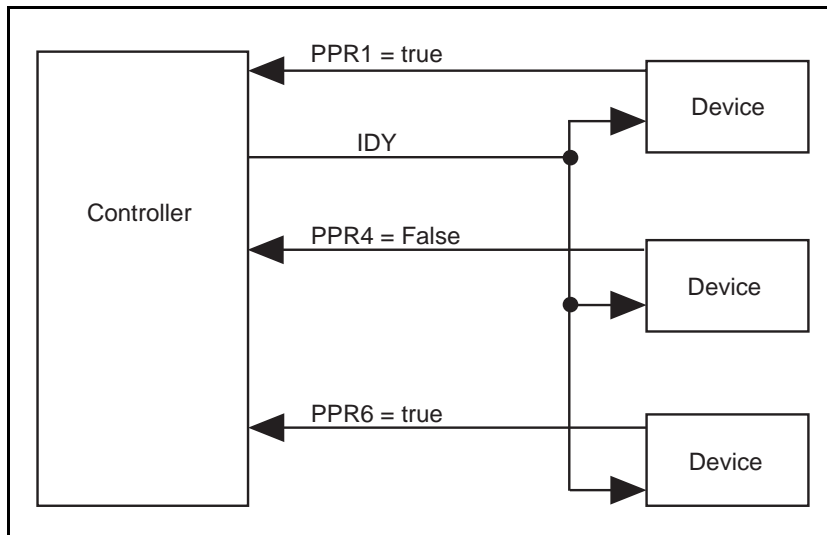 PPR1 = true
Device
IDY
Controller
PPR4 = False
Device
PPR6 = true
Device